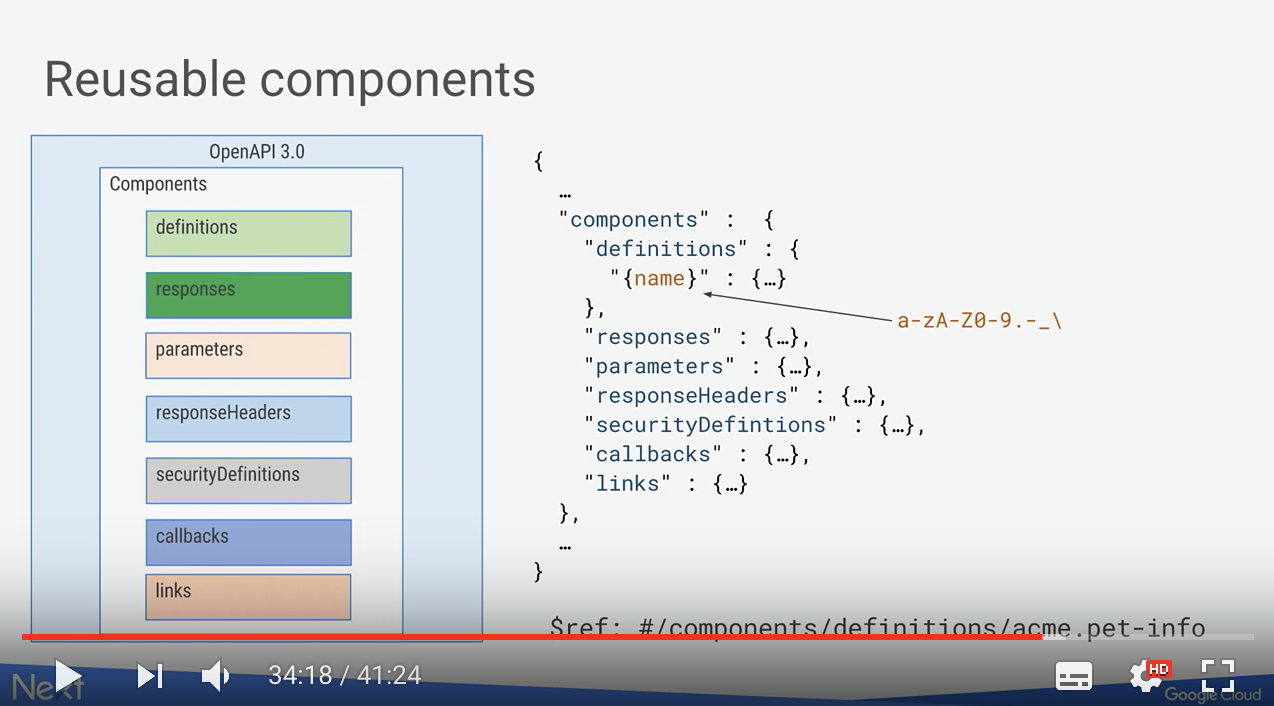 Reusable components
OpenAPI 3.0
Components
definitions
responses
parameters
responseHeaders
securityDefinitions
callbacks
links
{
…
"components" : {
"definitions" : {
"{name}" : {…}
},
a-zA-Z0-9.-_\
"responses" : {…},
"parameters" : {…},
"responseHeaders" : {…},
"securityDefintions" : {…},
"callbacks" : {…},
"links" : {…}
},
…
}
$ref: #/components/definitions/acme.pet-info
34:18 / 41:24
HD
Next
Google Cloud